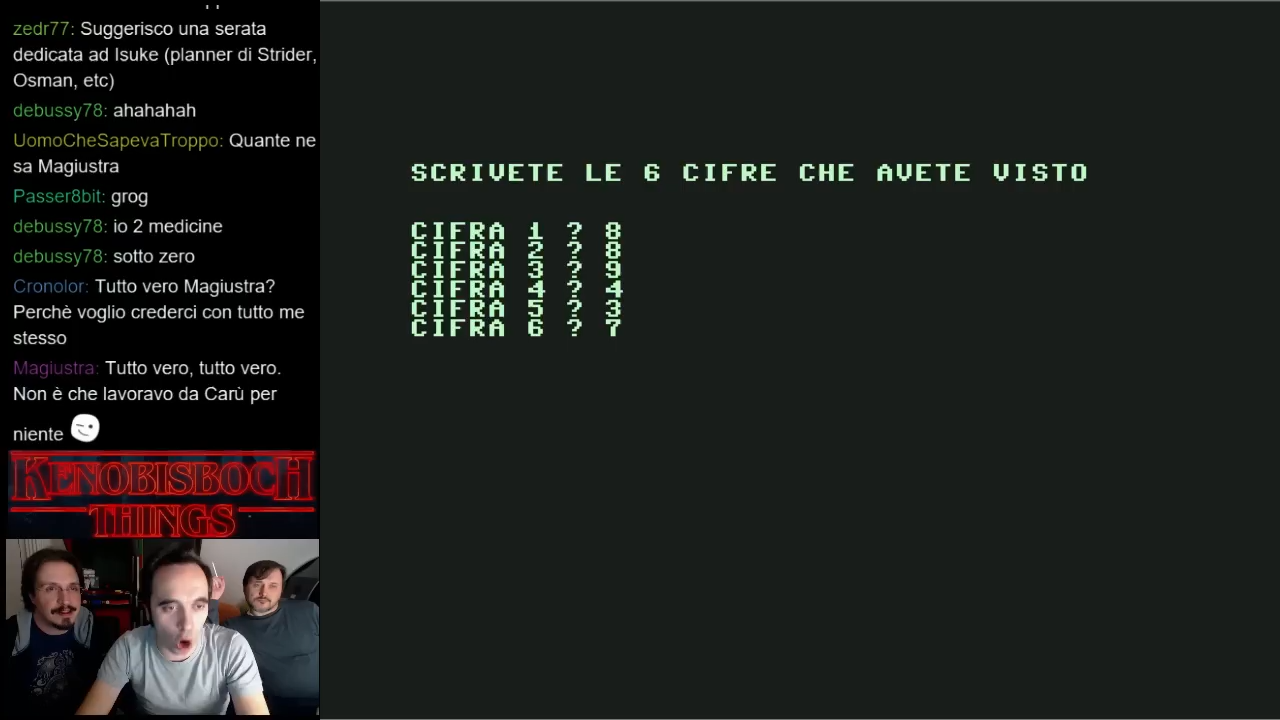 zedr77: Suggerisco una serata
dedicata ad Isuke (planner di Strider,
Osman, etc)
debussy78: ahahahah
UomoCheSapevaTroppo: Quante ne
sa Magiustra
Passer8bit: grog
debussy78: io 2 medicine
debussy78: sotto zero
Cronolor: Tutto vero Magiustra?
Perchè voglio crederci con tutto me
stesso
Magiustra: Tutto vero, tutto vero.
Non è che lavoravo da Carù per
niente
KENOBISBOCH
THINGS
SCRIVETE LE 6 CIFRE CHE AVETE VISTO
CIFRA 1 ? 8
CIFRA 2 ? 8
CIFRA 3 ? 9
CIFRA 4 ? 4
CIFRA 5 ? 3
CIFRA 6 ? 7